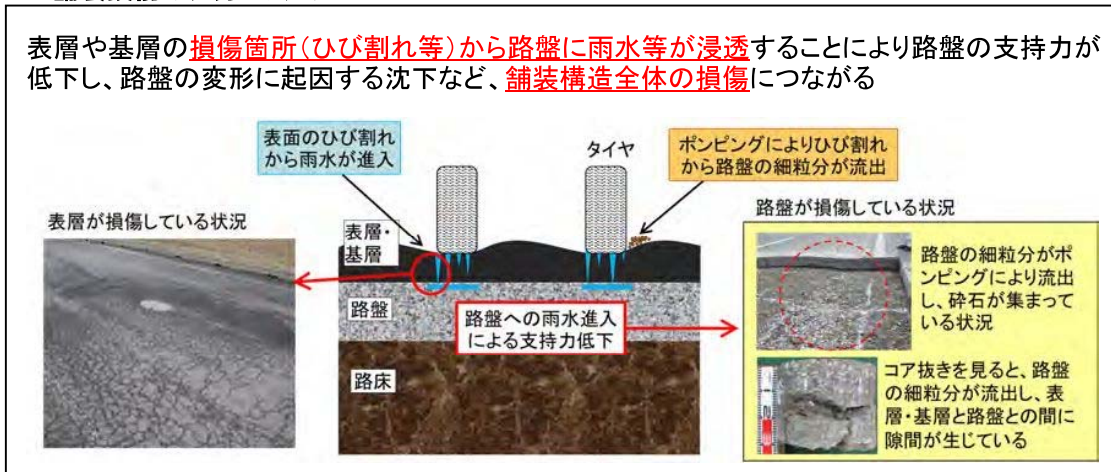 表層や基層の損傷箇所(ひび割れ等)から路盤に雨水等が浸透することにより路盤の支持力が
低下し、路盤の変形に起因する沈下など、舗装構造全体の損傷につながる
表面のひび割れ
から雨水が進入
タイヤ
ポンピングによりひび割れ
から路盤の細粒分が流出
表層が損傷している状況
表層・
基層
路盤
路床
路盤への雨水進入
による支持力低下
路盤が損傷している状況
路盤の細粒分がポ
ンピングにより流出
し、砕石が集まって
いる状況
コア抜きを見ると、路盤
の細粒分が流出し、表
層・基層と路盤との間に
隙間が生じている